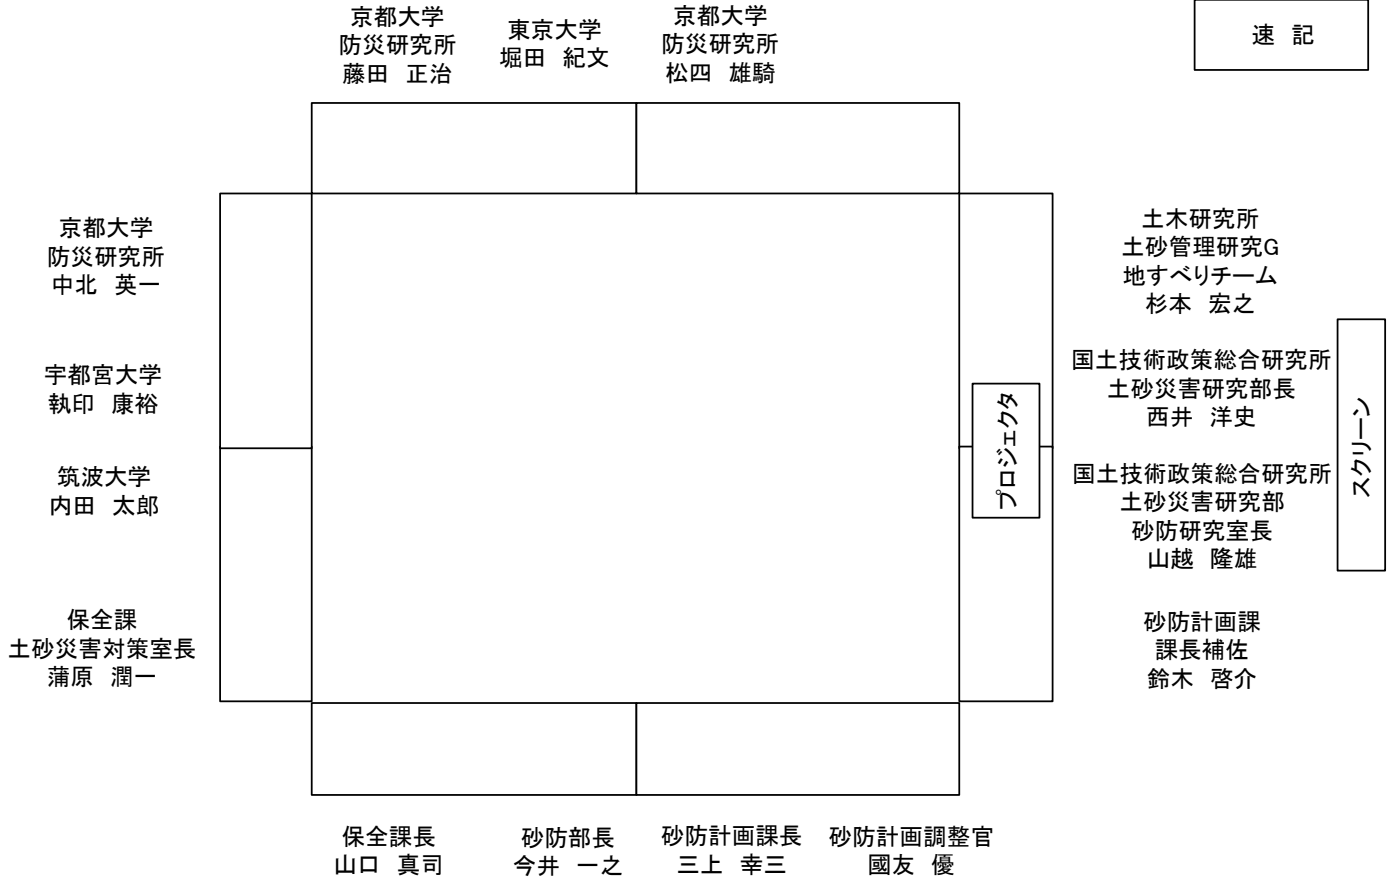 京都大学
防災研究所
藤田 正治
東京大学
堀田 紀文
京都大学
防災研究所
松四 雄騎
速 記
京都大学
防災研究所
中北 英一
宇都宮大学
執印 康裕
筑波大学
内田 太郎
保全課
土砂災害対策室長
蒲原 潤一
プロジェクタ
土木研究所
土砂管理研究G
地すべりチーム
杉本 宏之
国土技術政策総合研究所
土砂災害研究部長
西井 洋史
国土技術政策総合研究所
土砂災害研究部
砂防研究室長
山越 隆雄
砂防計画課
課長補佐
鈴木 啓介
スクリーン
保全課長
山口 真司
砂防部長
今井 一之
砂防計画課長
三上 幸三
砂防計画調整官
國友 優